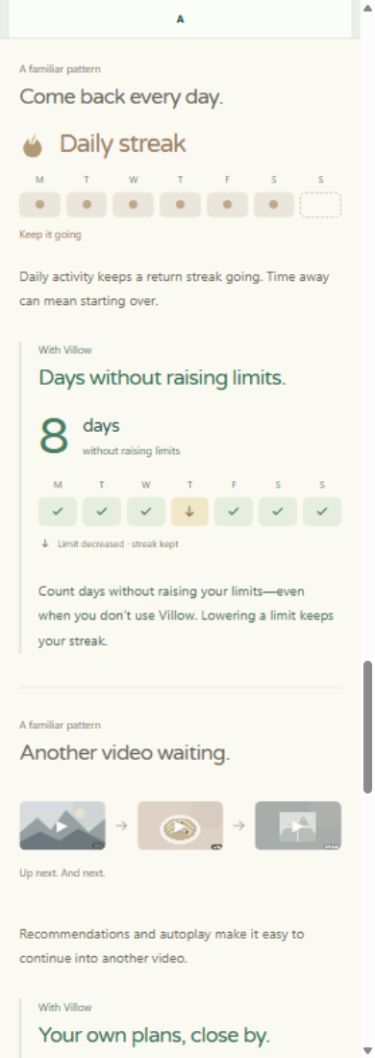 A
A familiar pattern
Come back every day.
Daily streak
M T W T F S S
Keep it going
Daily activity keeps a return streak going. Time away
can mean starting over.
With Villow
Days without raising limits.
8 days
without raising limits
M T W T F S S
Limit decreased · streak kept
Count days without raising your limits—even
when you don't use Villow. Lowering a limit keeps
your streak.
A familiar pattern
Another video waiting.
Up next. And next.
Recommendations and autoplay make it easy to
continue into another video.
With Villow
Your own plans, close by.